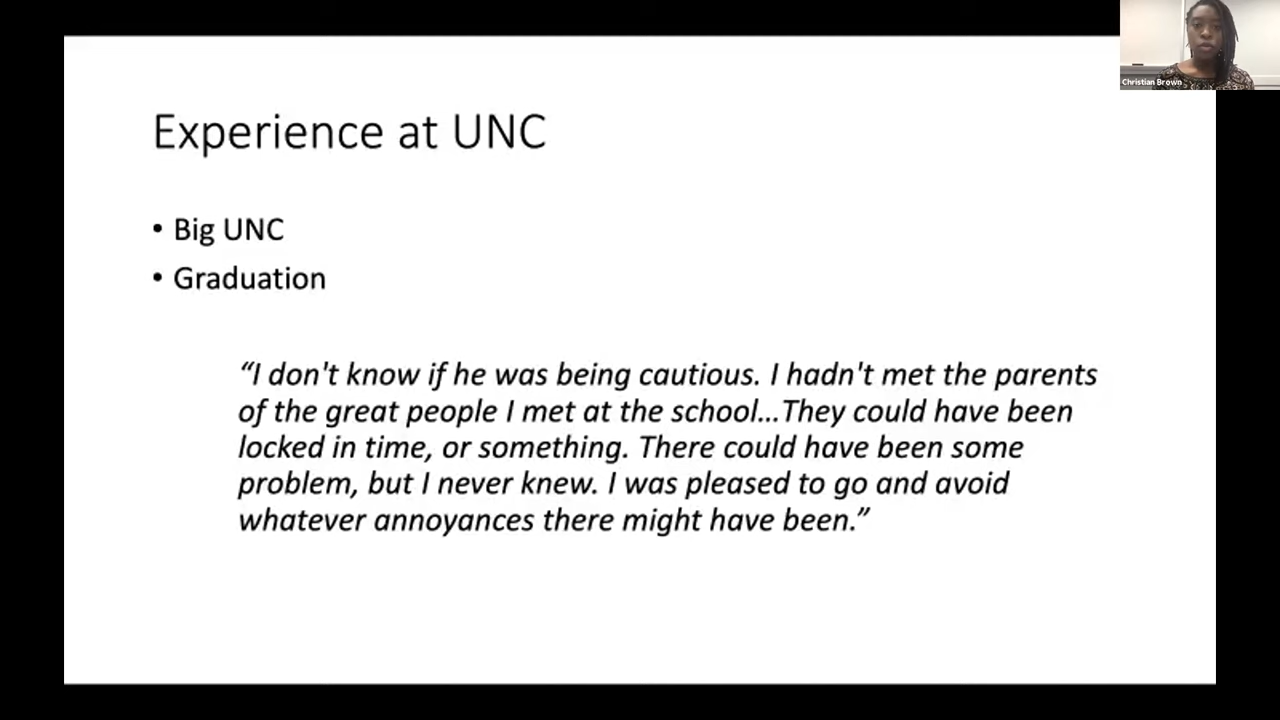 Christian Brown
Experience at UNC
• Big UNC
• Graduation
“I don't know if he was being cautious. I hadn't met the parents
of the great people I met at the school...They could have been
locked in time, or something. There could have been some
problem, but I never knew. I was pleased to go and avoid
whatever annoyances there might have been.”